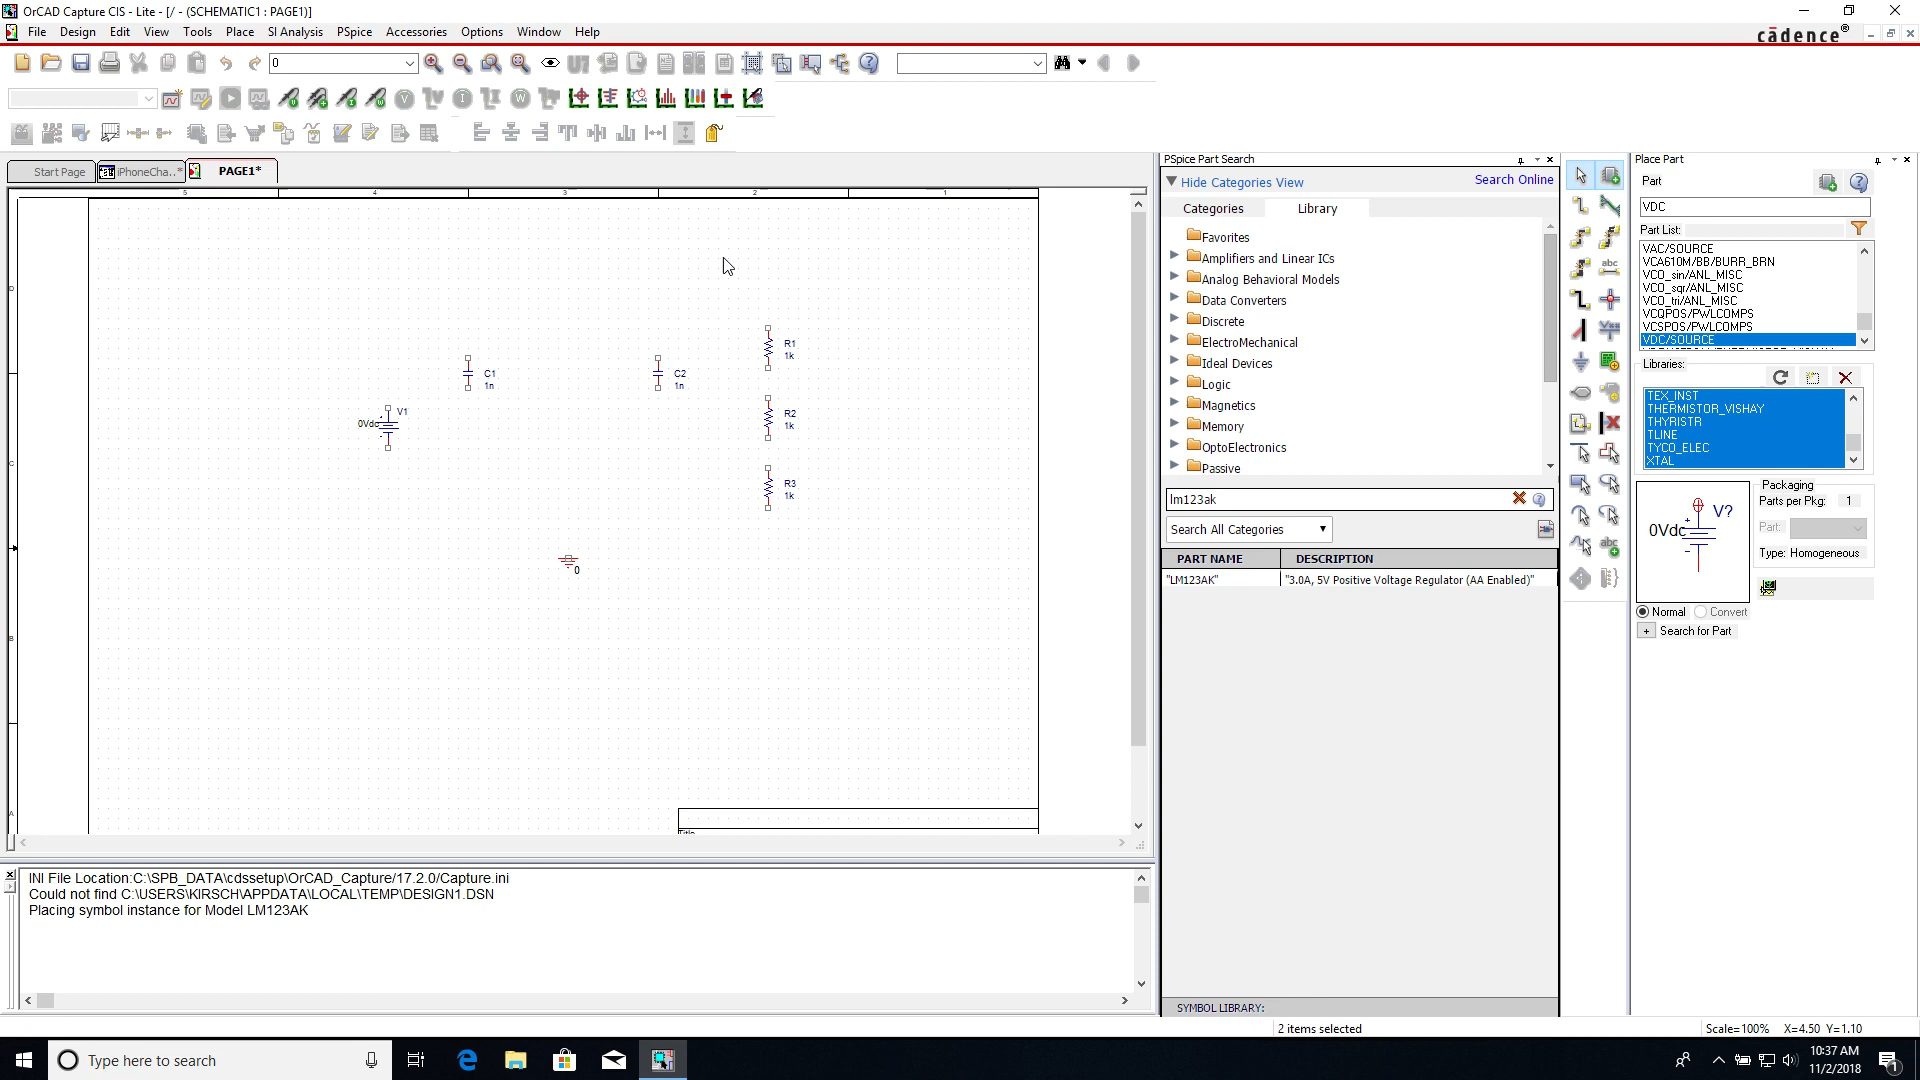 OrCAD Capture CIS - Lite - [/ - (SCHEMATIC1 : PAGE1)]
File Design Edit View Tools Place SI Analysis PSpice Accessories Options Window Help
cādence®
0
Start Page iPhoneCha..* PAGE1*
5 4 3 2 1
D
C
B
A
R1
1k
C1
1n
C2
1n
V1
0Vdc
R2
1k
R3
1k
0
Title
INI File Location:C:\SPB_DATA\cdssetup\OrCAD_Capture/17.2.0/Capture.ini
Could not find C:\USERS\KIRSCH\APPDATA\LOCAL\TEMP\DESIGN1.DSN
Placing symbol instance for Model LM123AK
PSpice Part Search
Hide Categories View Search Online
Categories Library
Favorites
Amplifiers and Linear ICs
Analog Behavioral Models
Data Converters
Discrete
ElectroMechanical
Ideal Devices
Logic
Magnetics
Memory
OptoElectronics
Passive
lm123ak
Search All Categories
PART NAME DESCRIPTION
"LM123AK" "3.0A, 5V Positive Voltage Regulator (AA Enabled)"
SYMBOL LIBRARY:
Place Part
Part
VDC
Part List:
VAC/SOURCE
VCA610M/BB/BURR_BRN
VCO_sin/ANL_MISC
VCO_sqr/ANL_MISC
VCO_tri/ANL_MISC
VCQPOS/PWLCOMPS
VCSPOS/PWLCOMPS
VDC/SOURCE
Libraries:
TEX_INST
THERMISTOR_VISHAY
THYRISTR
TLINE
TYCO_ELEC
XTAL
V?
0Vdc
Packaging
Parts per Pkg: 1
Part:
Type: Homogeneous
Normal Convert
+ Search for Part
2 items selected
Scale=100% X=4.50 Y=1.10
Type here to search
10:37 AM
11/2/2018
1